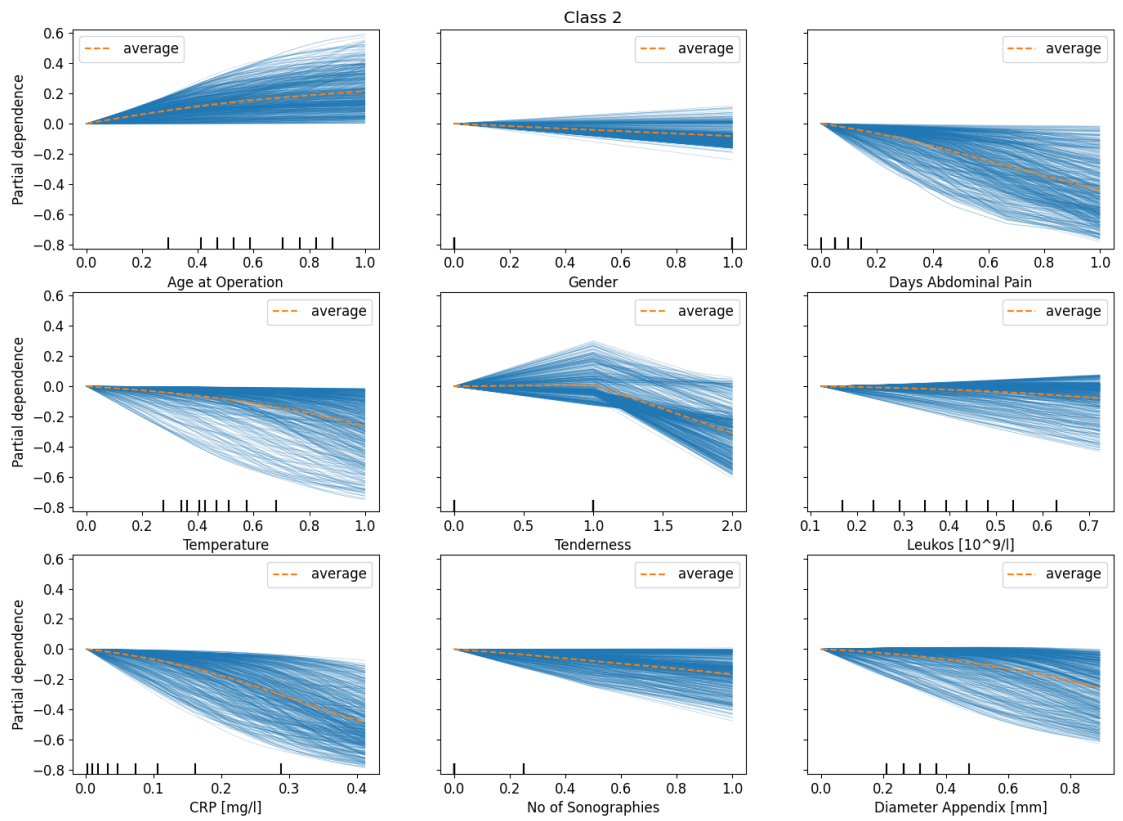 Class 2
Partial dependence
0.6
0.4
0.2
0.0
−0.2
−0.4
−0.6
−0.8
average
average
average
0.0 0.2 0.4 0.6 0.8 1.0
0.0 0.2 0.4 0.6 0.8 1.0
0.0 0.2 0.4 0.6 0.8 1.0
Age at Operation
Gender
Days Abdominal Pain
Partial dependence
0.6
0.4
0.2
0.0
−0.2
−0.4
−0.6
−0.8
average
average
average
0.0 0.2 0.4 0.6 0.8 1.0
0.0 0.5 1.0 1.5 2.0
0.1 0.2 0.3 0.4 0.5 0.6 0.7
Temperature
Tenderness
Leukos [10^9/l]
Partial dependence
0.6
0.4
0.2
0.0
−0.2
−0.4
−0.6
−0.8
average
average
average
0.0 0.1 0.2 0.3 0.4
0.0 0.2 0.4 0.6 0.8 1.0
0.0 0.2 0.4 0.6 0.8
CRP [mg/l]
No of Sonographies
Diameter Appendix [mm]